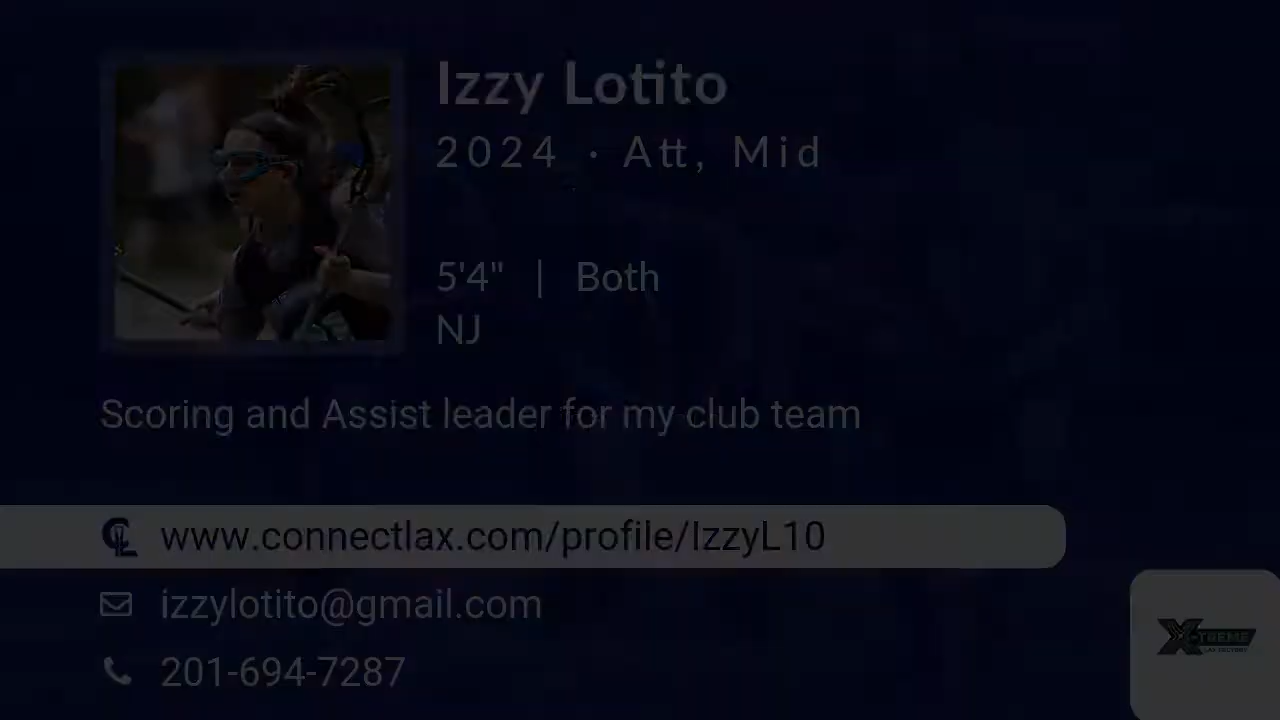 Izzy Lotito
2024 · Att, Mid
5'4" | Both
NJ
Scoring and Assist leader for my club team
www.connectlax.com/profile/IzzyL10
izzylotito@gmail.com
201-694-7287
X-TREME